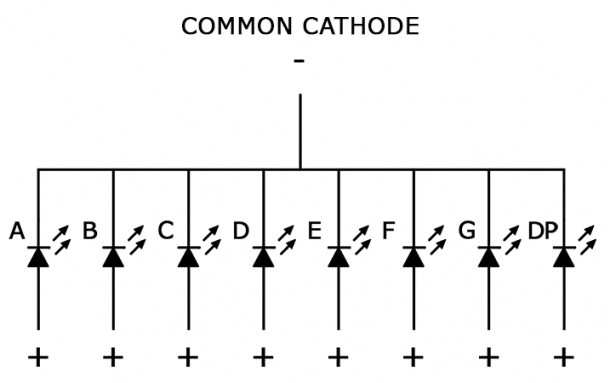 COMMON CATHODE
-
A B C D E F G DP
+ + + + + + + +